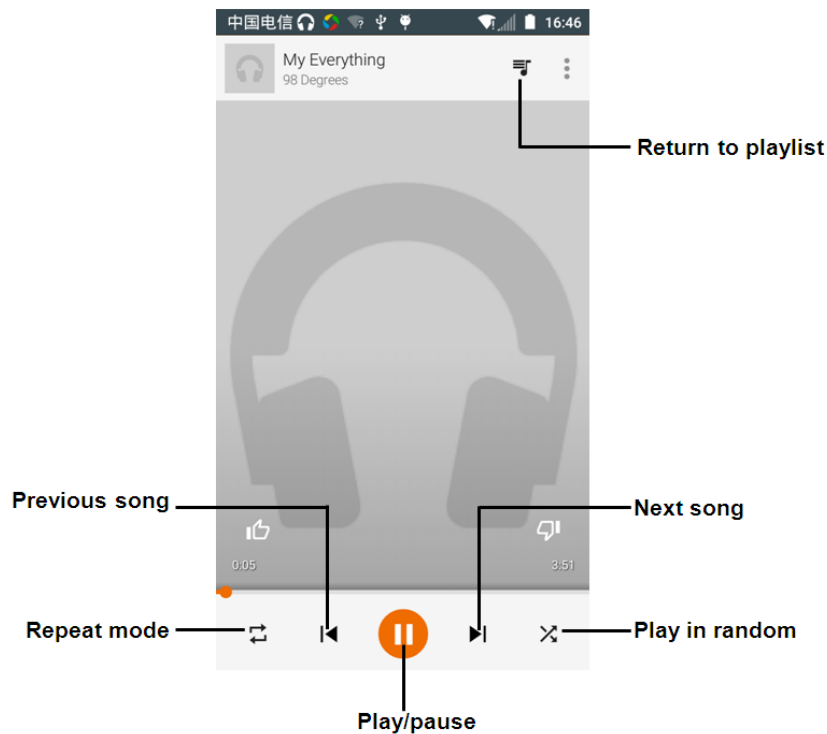 中国电信 16:46
My Everything
98 Degrees
Return to playlist
Previous song
Next song
0:05 3:51
Repeat mode
Play in random
Play/pause